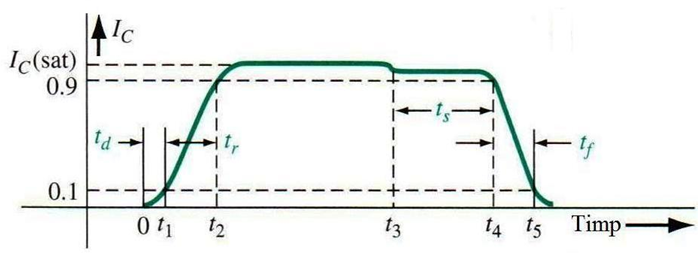 I_C
I_C(sat)
0.9
t_s
t_d
t_r
t_f
0.1
0 t_1 t_2 t_3 t_4 t_5 Timp